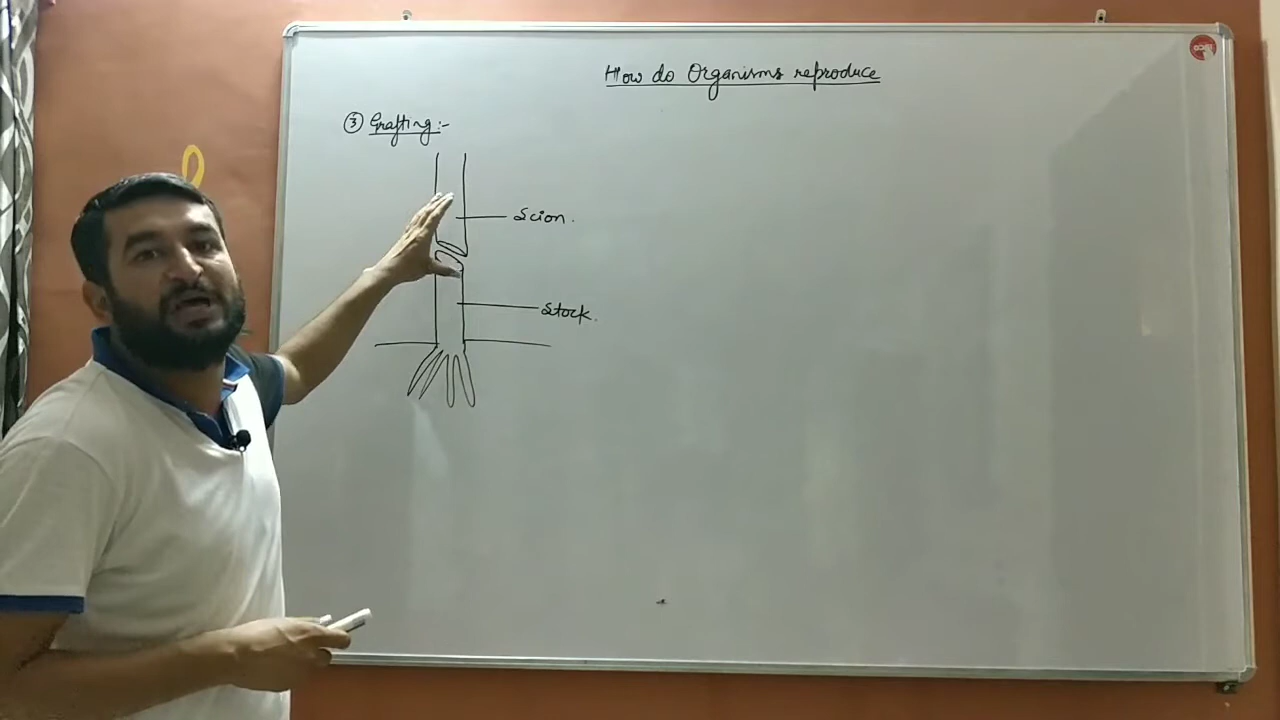 How do Organisms reproduce
③ Grafting:-
Scion.
Stock.